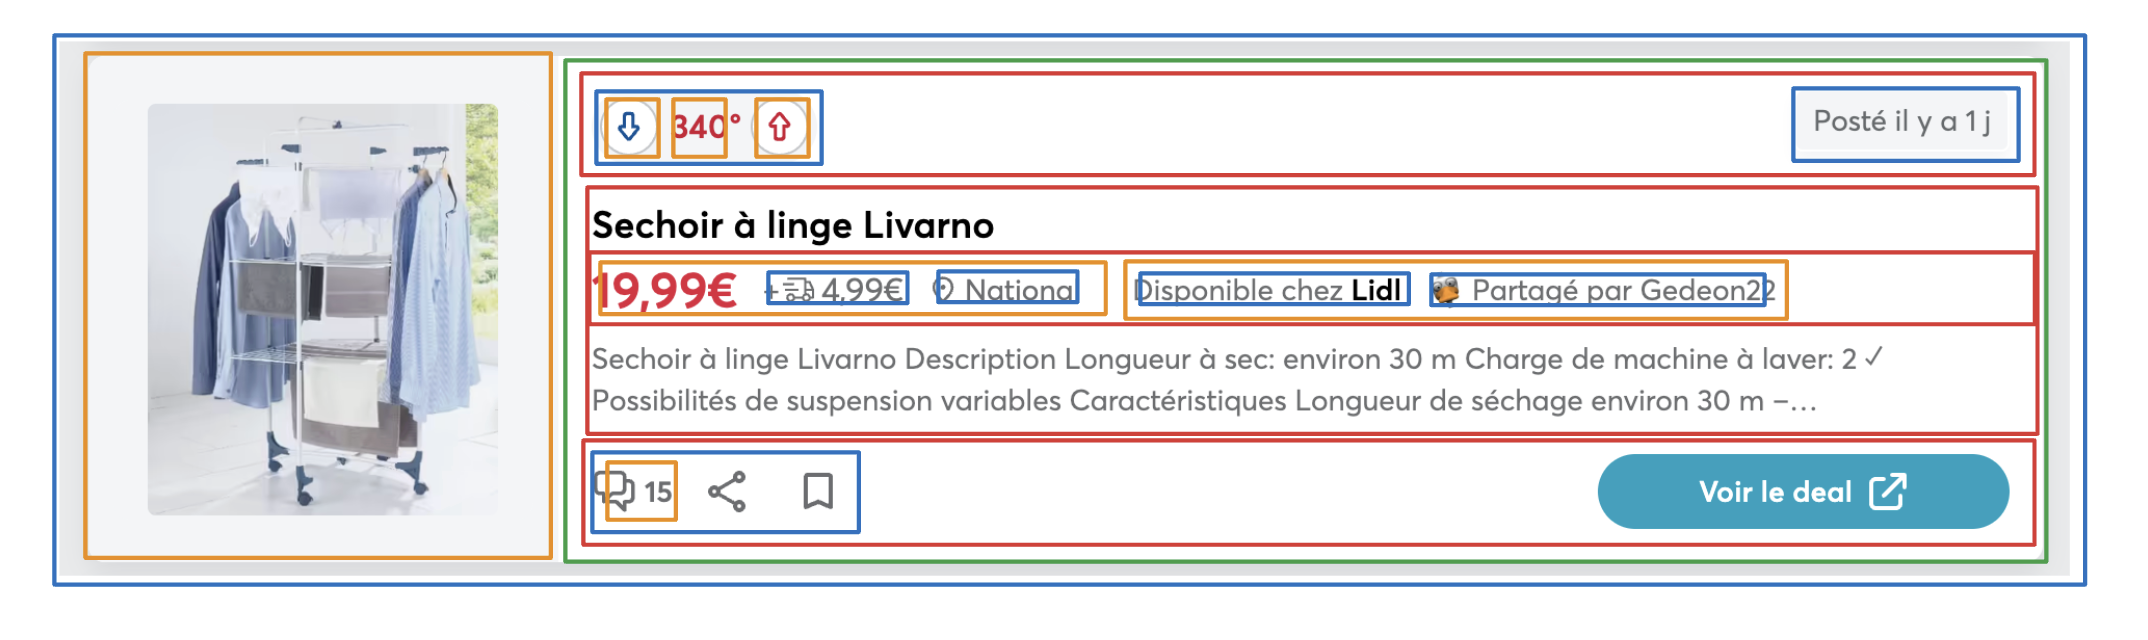 340°
Posté il y a 1 j
Sechoir à linge Livarno
19,99€ + 4,99€ National Disponible chez Lidl Partagé par Gedeon22
Sechoir à linge Livarno Description Longueur à sec: environ 30 m Charge de machine à laver: 2 ✓
Possibilités de suspension variables Caractéristiques Longueur de séchage environ 30 m –…
15
Voir le deal